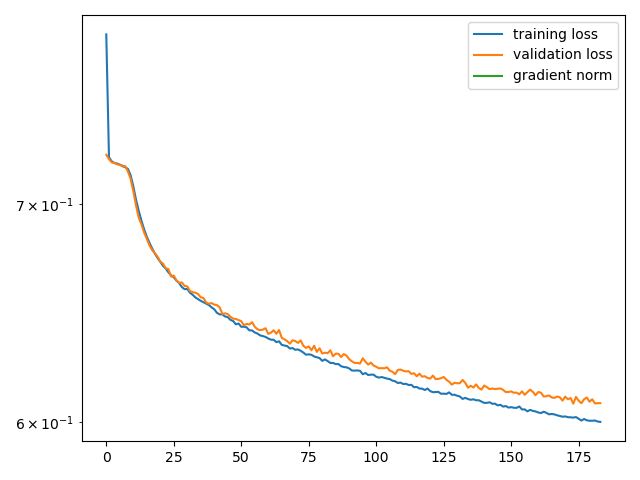 training loss
validation loss
gradient norm
7 × 10⁻¹
6 × 10⁻¹
0 25 50 75 100 125 150 175